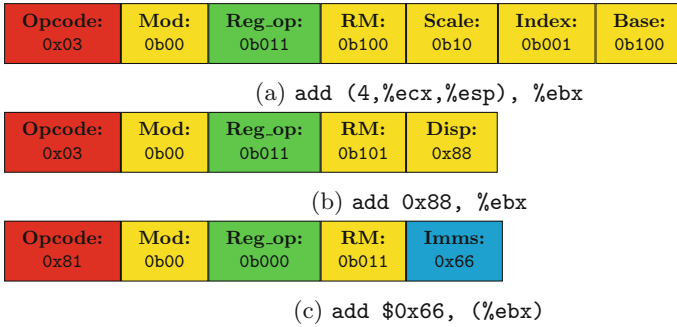 Opcode: Mod: Reg_op: RM: Scale: Index: Base:
0x03 0b00 0b011 0b100 0b10 0b001 0b100
(a) add (4,%ecx,%esp), %ebx
Opcode: Mod: Reg_op: RM: Disp:
0x03 0b00 0b011 0b101 0x88
(b) add 0x88, %ebx
Opcode: Mod: Reg_op: RM: Imms:
0x81 0b00 0b000 0b011 0x66
(c) add $0x66, (%ebx)